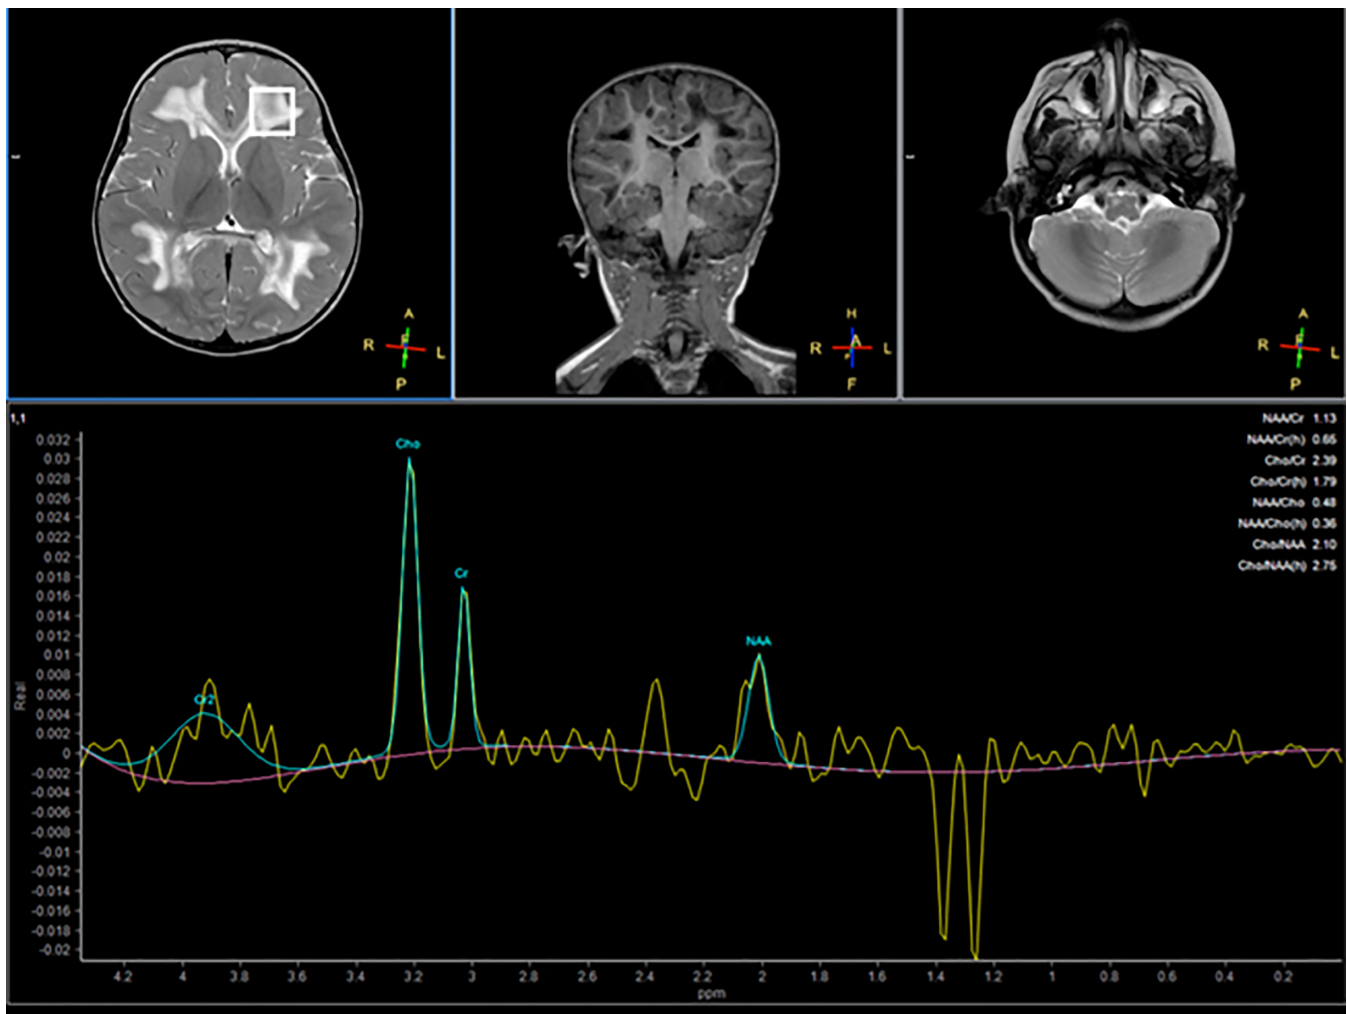 A
R
L
P
H
R
A
L
F
A
R
L
P
1,1
NAA/Cr 1.13
NAA/Cr(h) 0.65
Cho/Cr 2.39
Cho/Cr(h) 1.79
NAA/Cho 0.48
NAA/Cho(h) 0.36
Cho/NAA 2.10
Cho/NAA(h) 2.75
Cho
Cr
NAA
Cr2
Real
0.032
0.03
0.028
0.026
0.024
0.022
0.02
0.018
0.016
0.014
0.012
0.01
0.008
0.006
0.004
0.002
0
-0.002
-0.004
-0.006
-0.008
-0.01
-0.012
-0.014
-0.016
-0.018
-0.02
4.2 4 3.8 3.6 3.4 3.2 3 2.8 2.6 2.4 2.2 2 1.8 1.6 1.4 1.2 1 0.8 0.6 0.4 0.2
ppm